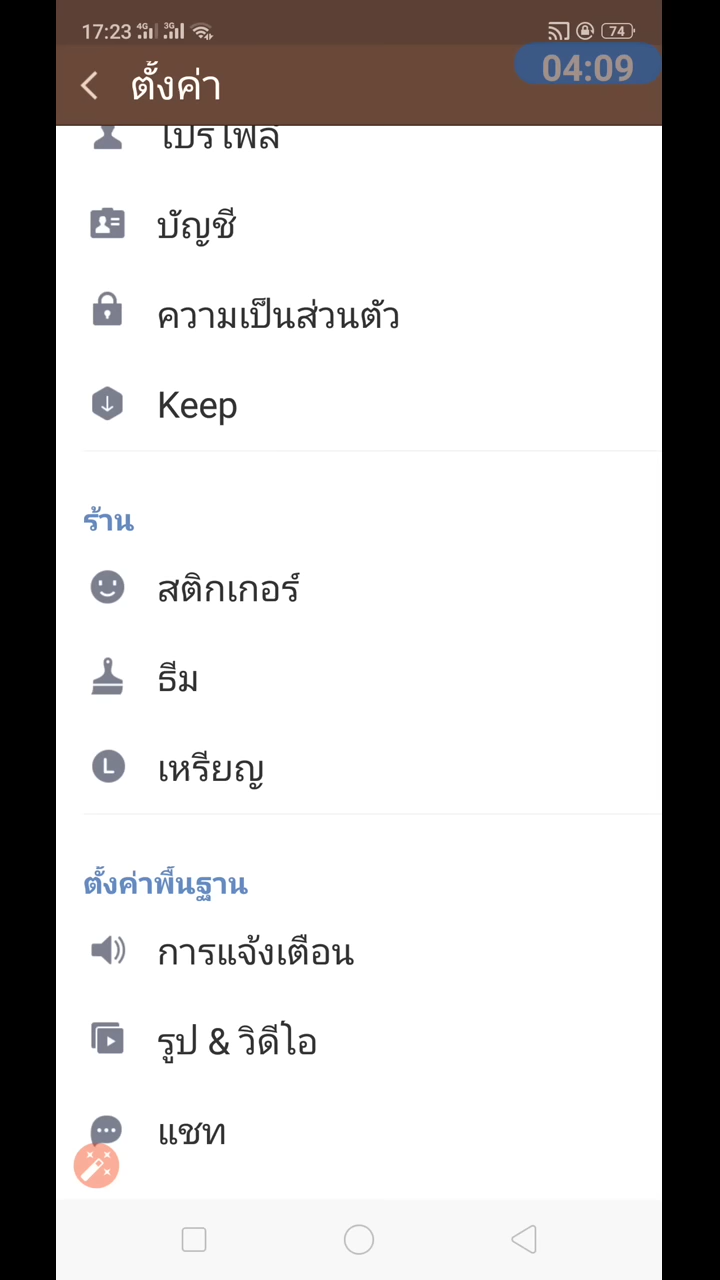 17:23 4G 3G 74
04:09
ตั้งค่า
โปรไฟล์
บัญชี
ความเป็นส่วนตัว
Keep
ร้าน
สติกเกอร์
ธีม
L เหรียญ
ตั้งค่าพื้นฐาน
การแจ้งเตือน
รูป & วิดีโอ
แชท